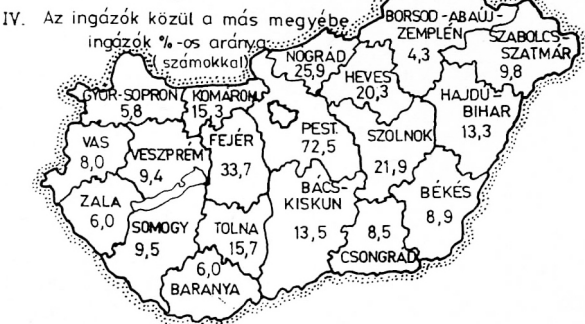 IV. Az ingázók közül a más megyébe
ingázók %-os aránya
(számokkal)
BORSOD-ABAÚJ-
ZEMPLÉN
4,3
SZABOLCS-
SZATMÁR
9,8
NOGRÁD
25,9
HEVES
20,3
HAJDÚ-
BIHAR
13,3
GYŐR-SOPRON
5,8
KOMÁROM
15,3
PEST
72,5
SZOLNOK
21,9
VAS
8,0
VESZPRÉM
9,4
FEJÉR
33,7
BÁCS-
KISKUN
13,5
BÉKÉS
8,9
ZALA
6,0
SOMOGY
9,5
TOLNA
15,7
8,5
CSONGRÁD
6,0
BARANYA